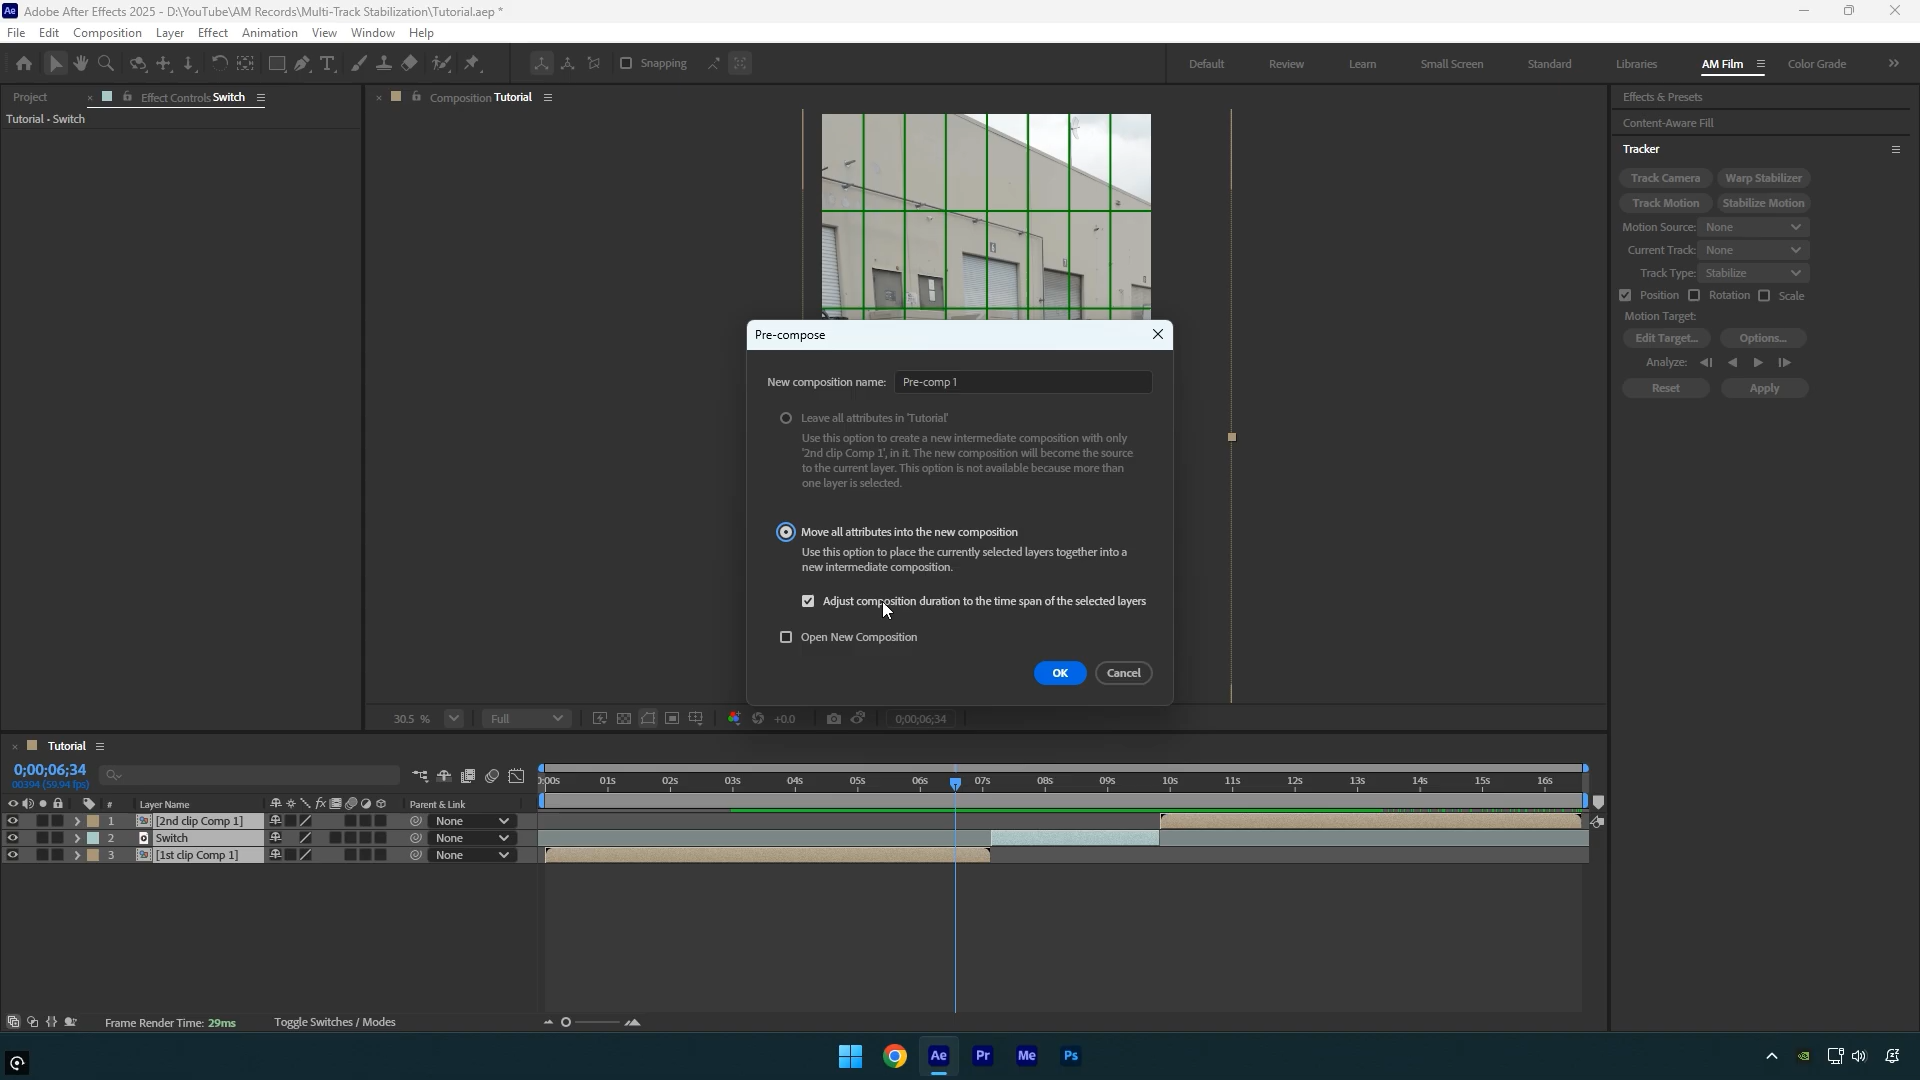 Adobe After Effects 2025 - D:\YouTube\AM Records\Multi-Track Stabilization\Tutorial.aep *
File Edit Composition Layer Effect Animation View Window Help
Snapping
Default Review Learn Small Screen Standard Libraries AM Film Color Grade
Project Effect Controls Switch
Tutorial • Switch
Composition Tutorial
Effects & Presets
Content-Aware Fill
Tracker
Track Camera Warp Stabilizer
Track Motion Stabilize Motion
Motion Source: None
Current Track: None
Track Type: Stabilize
Position Rotation Scale
Motion Target:
Edit Target... Options...
Analyze:
Reset Apply
Pre-compose
New composition name: Pre-comp 1
Leave all attributes in 'Tutorial'
Use this option to create a new intermediate composition with only
'2nd clip Comp 1', in it. The new composition will become the source
to the current layer. This option is not available because more than
one layer is selected.
Move all attributes into the new composition
Use this option to place the currently selected layers together into a
new intermediate composition.
Adjust composition duration to the time span of the selected layers
Open New Composition
OK Cancel
30.5 % Full +0.0 0;00;06;34
Tutorial
0;00;06;34
00394 (59.94 fps)
0:00s 01s 02s 03s 04s 05s 06s 07s 08s 09s 10s 11s 12s 13s 14s 15s 16s
# Layer Name fx Parent & Link
1 [2nd clip Comp 1] None
2 Switch None
3 [1st clip Comp 1] None
Frame Render Time: 29ms Toggle Switches / Modes
Ae Pr Me Ps